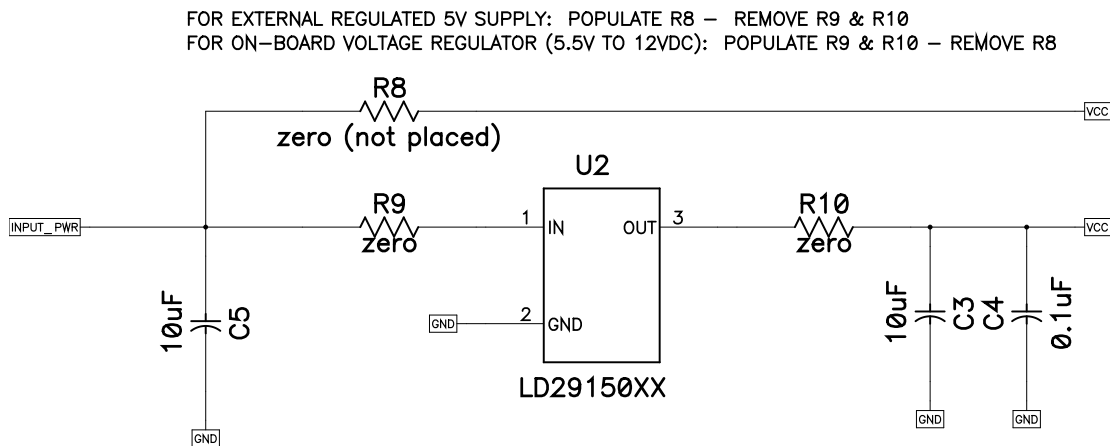 FOR EXTERNAL REGULATED 5V SUPPLY: POPULATE R8 – REMOVE R9 & R10
FOR ON–BOARD VOLTAGE REGULATOR (5.5V TO 12VDC): POPULATE R9 & R10 – REMOVE R8
R8
zero (not placed)
VCC
U2
INPUT_PWR
R9
zero
1
IN
OUT
3
R10
zero
VCC
10uF
C5
GND
2
GND
10uF
C3
C4
0.1uF
LD29150XX
GND
GND
GND